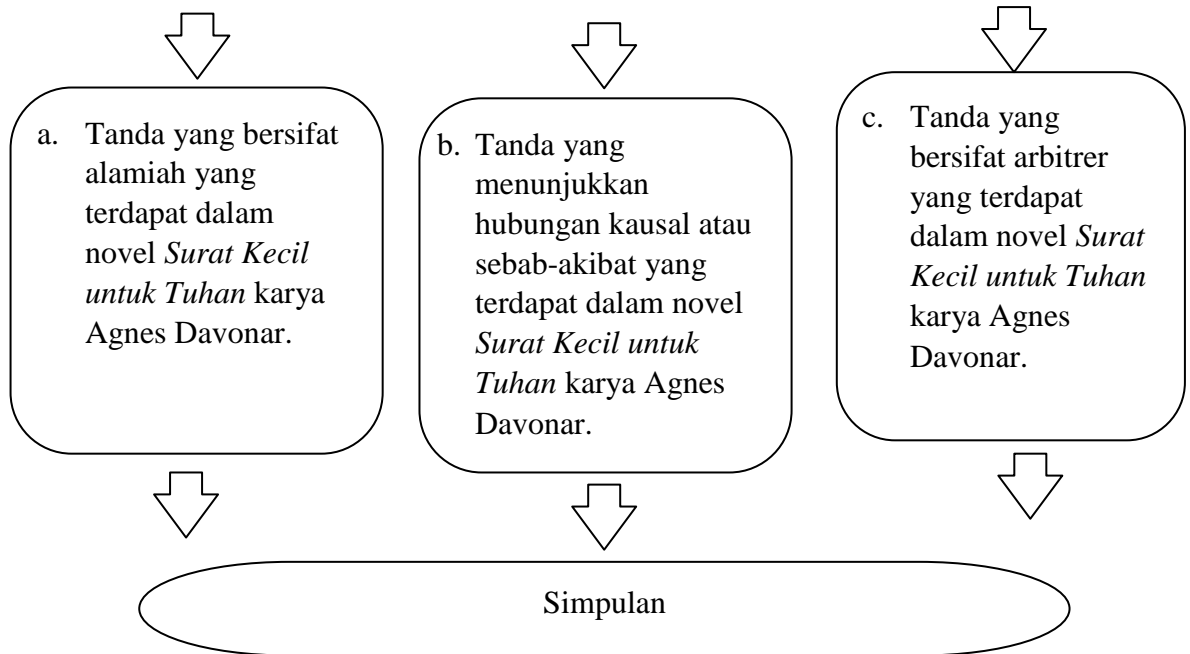 a. Tanda yang bersifat
alamiah yang
terdapat dalam
novel Surat Kecil
untuk Tuhan karya
Agnes Davonar.
b. Tanda yang
menunjukkan
hubungan kausal atau
sebab-akibat yang
terdapat dalam novel
Surat Kecil untuk
Tuhan karya Agnes
Davonar.
c. Tanda yang
bersifat arbitrer
yang terdapat
dalam novel Surat
Kecil untuk Tuhan
karya Agnes
Davonar.
Simpulan